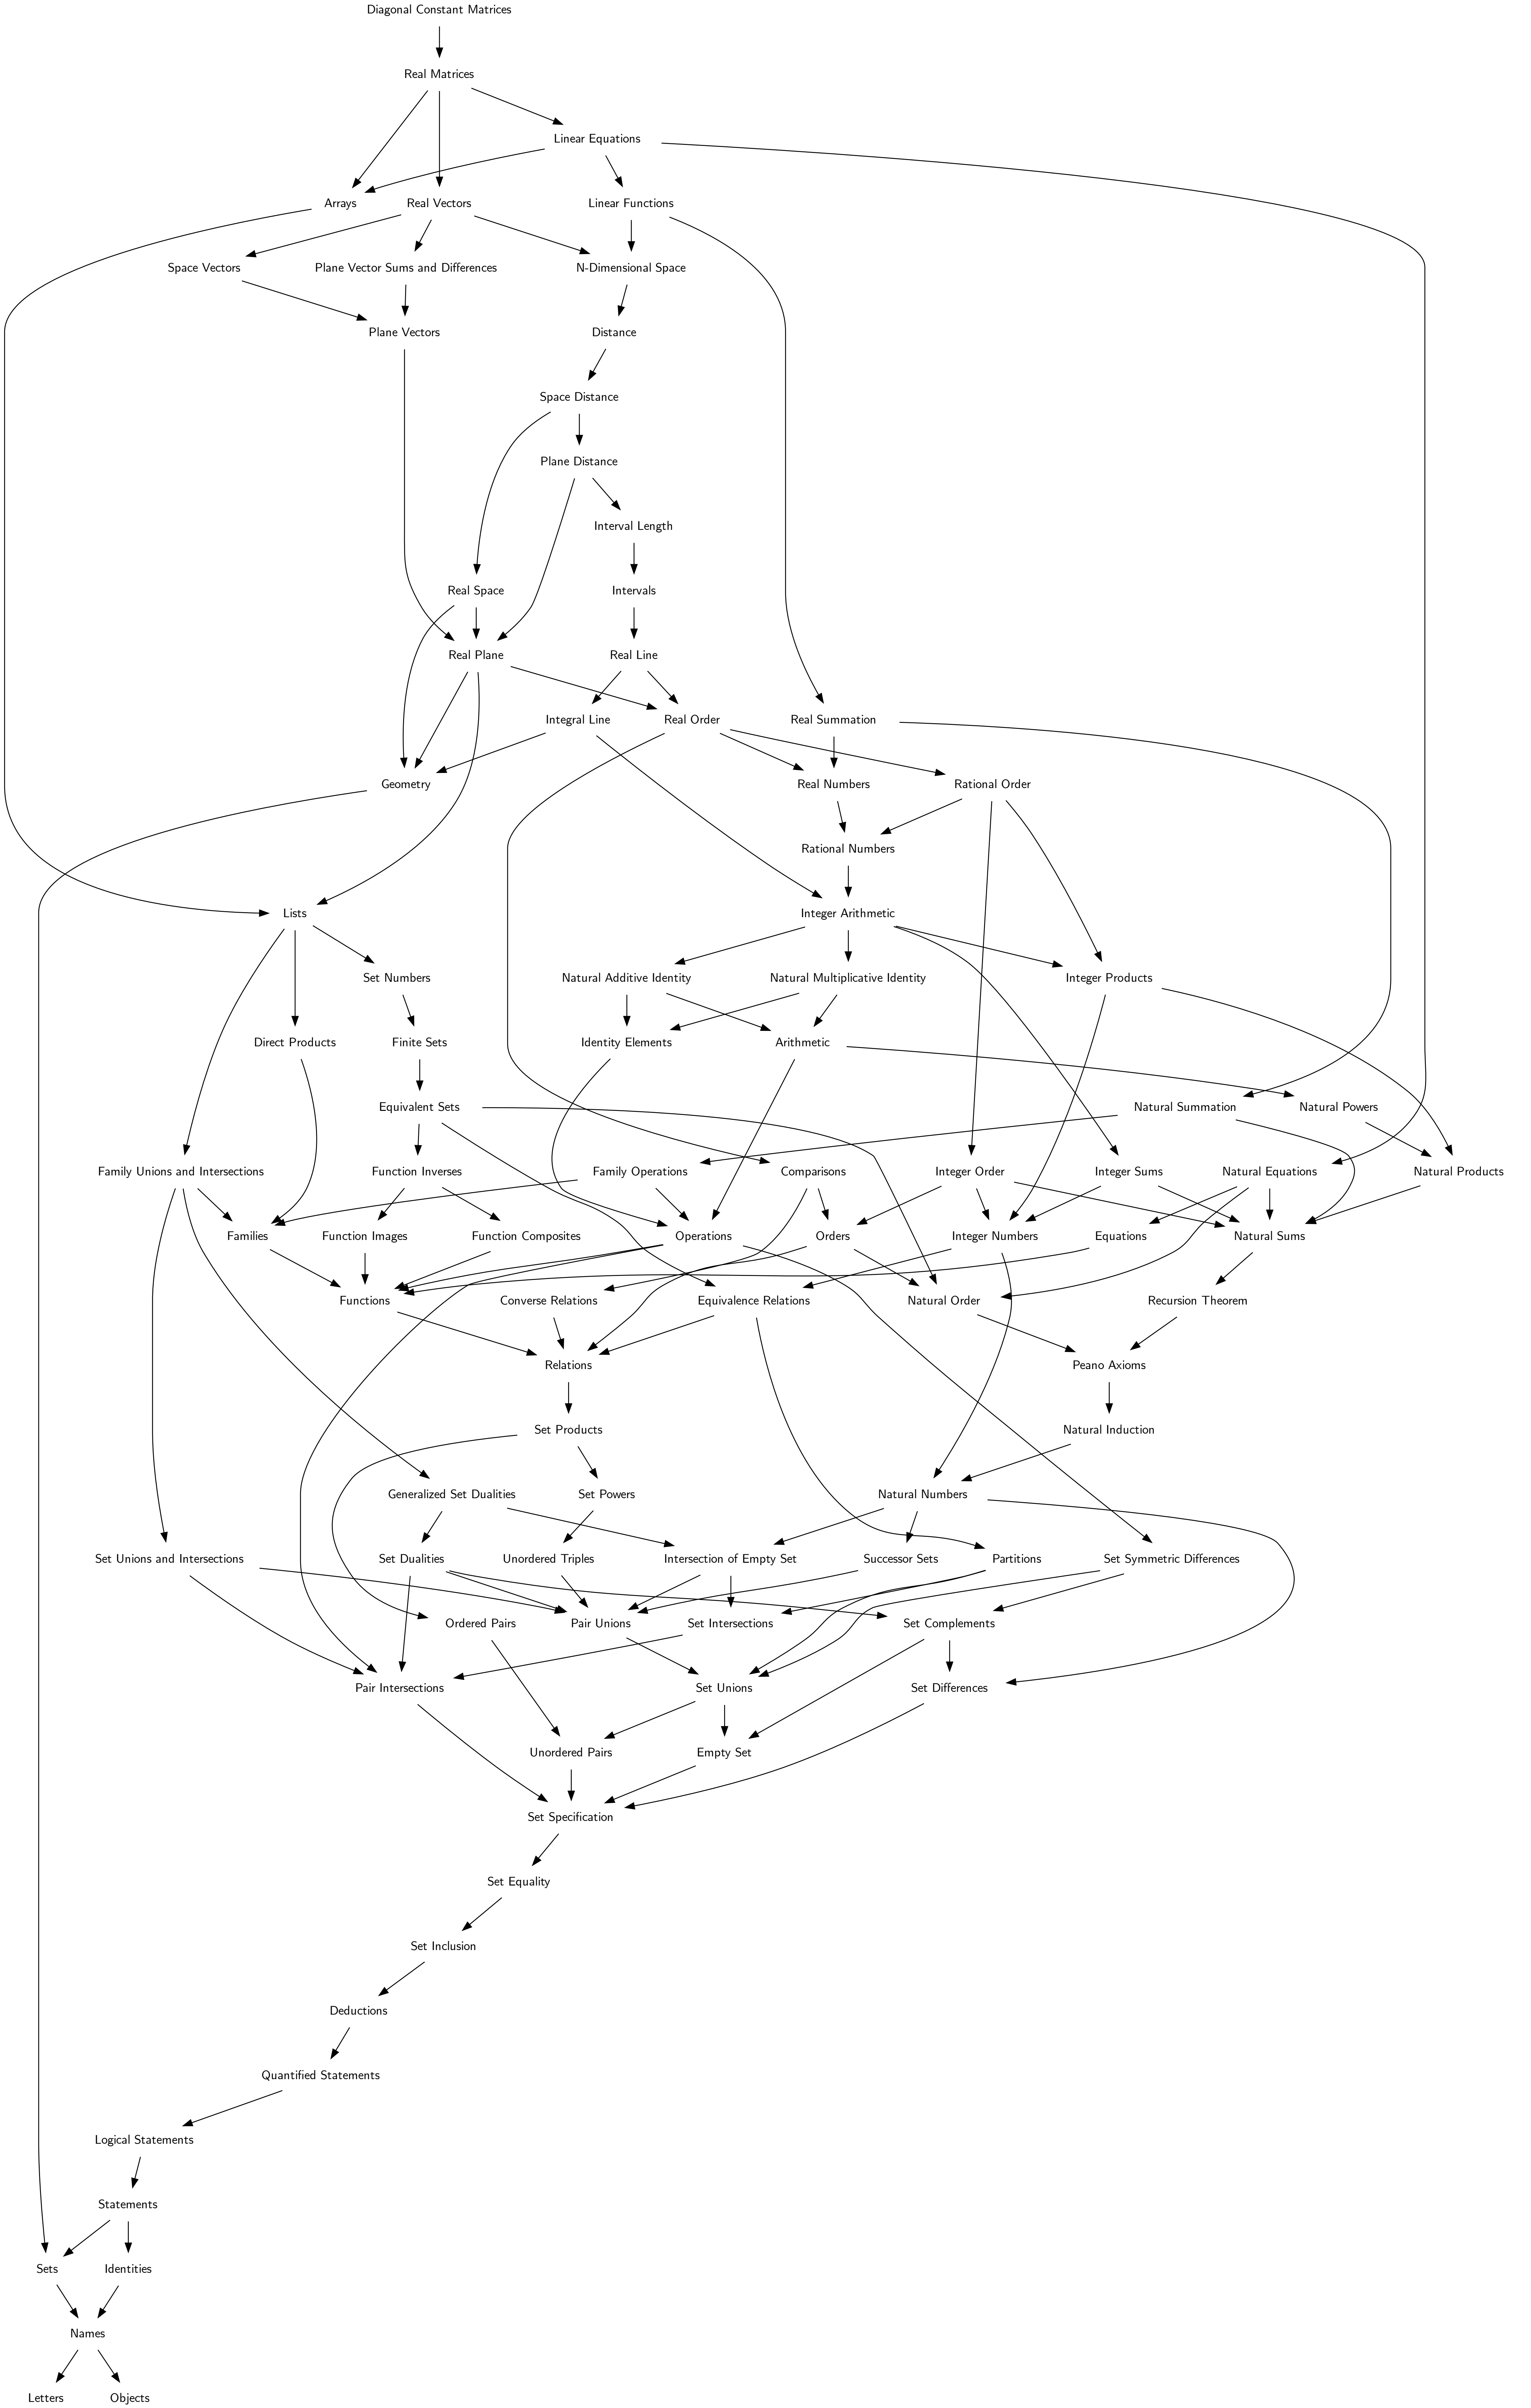 Diagonal Constant Matrices
Real Matrices
Linear Equations
Arrays
Real Vectors
Linear Functions
Space Vectors
Plane Vector Sums and Differences
N-Dimensional Space
Plane Vectors
Distance
Space Distance
Plane Distance
Interval Length
Real Space
Intervals
Real Plane
Real Line
Integral Line
Real Order
Real Summation
Geometry
Real Numbers
Rational Order
Rational Numbers
Lists
Integer Arithmetic
Set Numbers
Natural Additive Identity
Natural Multiplicative Identity
Integer Products
Direct Products
Finite Sets
Identity Elements
Arithmetic
Equivalent Sets
Natural Summation
Natural Powers
Family Unions and Intersections
Function Inverses
Family Operations
Comparisons
Integer Order
Integer Sums
Natural Equations
Natural Products
Families
Function Images
Function Composites
Operations
Orders
Integer Numbers
Equations
Natural Sums
Functions
Converse Relations
Equivalence Relations
Natural Order
Recursion Theorem
Relations
Peano Axioms
Set Products
Natural Induction
Generalized Set Dualities
Set Powers
Natural Numbers
Set Unions and Intersections
Set Dualities
Unordered Triples
Intersection of Empty Set
Successor Sets
Partitions
Set Symmetric Differences
Ordered Pairs
Pair Unions
Set Intersections
Set Complements
Pair Intersections
Set Unions
Set Differences
Unordered Pairs
Empty Set
Set Specification
Set Equality
Set Inclusion
Deductions
Quantified Statements
Logical Statements
Statements
Sets
Identities
Names
Letters
Objects